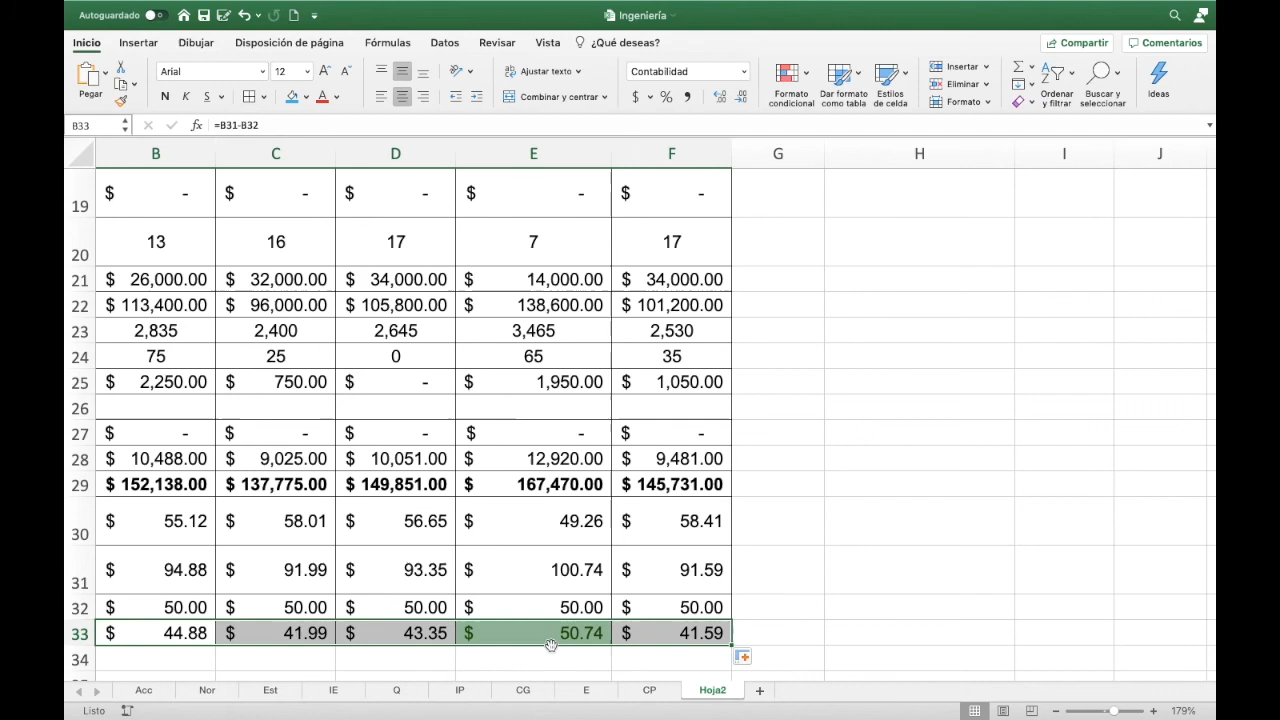 Autoguardado
Ingeniería
Inicio Insertar Dibujar Disposición de página Fórmulas Datos Revisar Vista ¿Qué deseas? Compartir Comentarios
Pegar
Arial 12
N K S
Ajustar texto
Combinar y centrar
Contabilidad
$ %
Formato condicional
Dar formato como tabla
Estilos de celda
Insertar
Eliminar
Formato
Ordenar y filtrar
Buscar y seleccionar
Ideas
B33 fx =B31-B32
B C D E F G H I J
19 $ - $ - $ - $ - $ -
20 13 16 17 7 17
21 $ 26,000.00 $ 32,000.00 $ 34,000.00 $ 14,000.00 $ 34,000.00
22 $ 113,400.00 $ 96,000.00 $ 105,800.00 $ 138,600.00 $ 101,200.00
23 2,835 2,400 2,645 3,465 2,530
24 75 25 0 65 35
25 $ 2,250.00 $ 750.00 $ - $ 1,950.00 $ 1,050.00
26
27 $ - $ - $ - $ - $ -
28 $ 10,488.00 $ 9,025.00 $ 10,051.00 $ 12,920.00 $ 9,481.00
29 $ 152,138.00 $ 137,775.00 $ 149,851.00 $ 167,470.00 $ 145,731.00
30 $ 55.12 $ 58.01 $ 56.65 $ 49.26 $ 58.41
31 $ 94.88 $ 91.99 $ 93.35 $ 100.74 $ 91.59
32 $ 50.00 $ 50.00 $ 50.00 $ 50.00 $ 50.00
33 $ 44.88 $ 41.99 $ 43.35 $ 50.74 $ 41.59
34
Acc Nor Est IE Q IP CG E CP Hoja2
Listo 179%